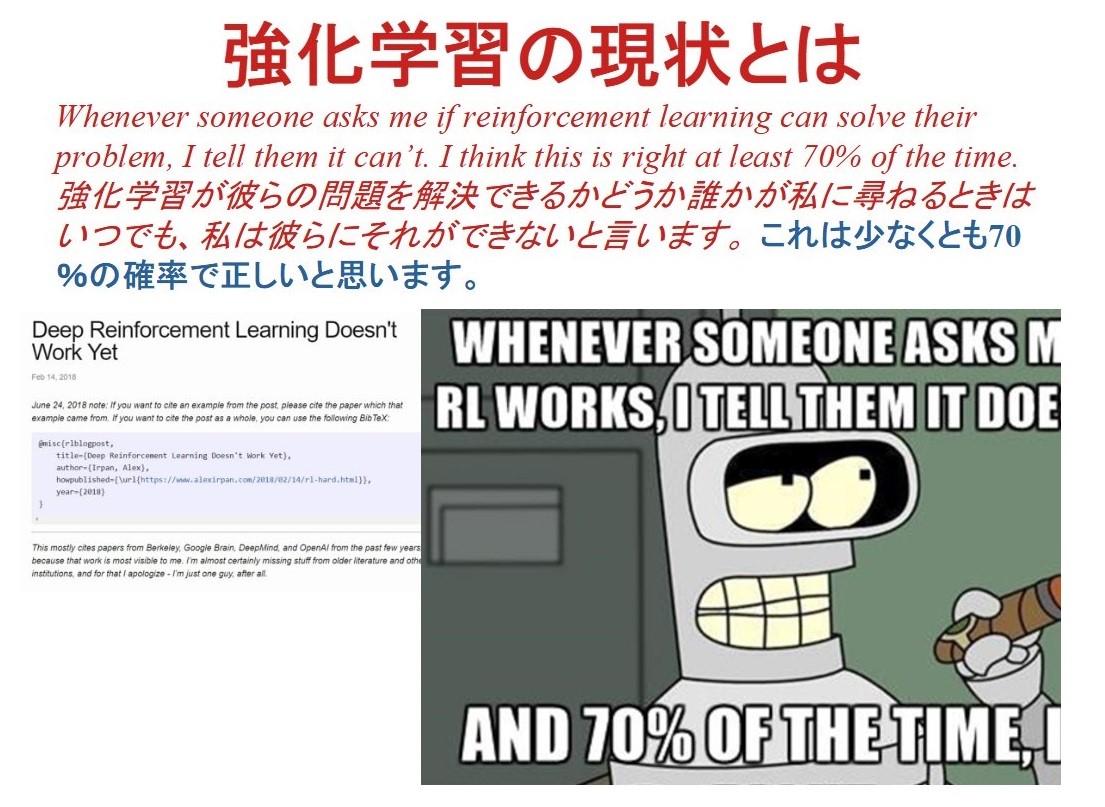 強化学習の現状とは
Whenever someone asks me if reinforcement learning can solve their
problem, I tell them it can’t. I think this is right at least 70% of the time.
強化学習が彼らの問題を解決できるかどうか誰かが私に尋ねるときは
いつでも、私は彼らにそれができないと言います。これは少なくとも70
%の確率で正しいと思います。
Deep Reinforcement Learning Doesn't
Work Yet
Feb 14, 2018
June 24, 2018 note: If you want to cite an example from the post, please cite the paper which that
example came from. If you want to cite the post as a whole, you can use the following BibTeX:
@misc{rlblogpost,
title={Deep Reinforcement Learning Doesn't Work Yet},
author={Irpan, Alex},
howpublished={\url{https://www.alexirpan.com/2018/02/14/rl-hard.html}},
year={2018}
}
This mostly cites papers from Berkeley, Google Brain, DeepMind, and OpenAI from the past few years,
because that work is most visible to me. I'm almost certainly missing stuff from older literature and othe
institutions, and for that I apologize - I'm just one guy, after all.
WHENEVER SOMEONE ASKS M
RL WORKS, I TELL THEM IT DOE
AND 70% OF THE TIME,